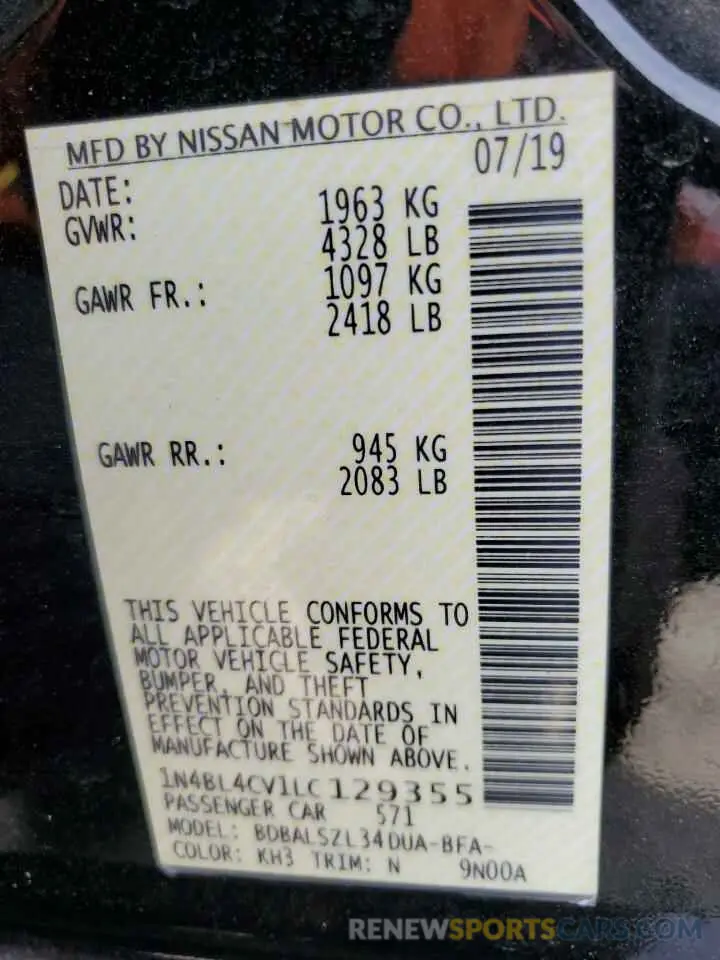 MFD BY NISSAN MOTOR CO., LTD.
DATE: 07/19
GVWR: 1963 KG
4328 LB
GAWR FR.: 1097 KG
2418 LB
GAWR RR.: 945 KG
2083 LB
THIS VEHICLE CONFORMS TO
ALL APPLICABLE FEDERAL
MOTOR VEHICLE SAFETY,
BUMPER, AND THEFT
PREVENTION STANDARDS IN
EFFECT ON THE DATE OF
MANUFACTURE SHOWN ABOVE.
1N4BL4CV1LC129355
PASSENGER CAR 571
MODEL: BDBALSZL34DUA-BFA-
COLOR: KH3 TRIM: N 9N00A
RENEWSPORTSCARS.COM